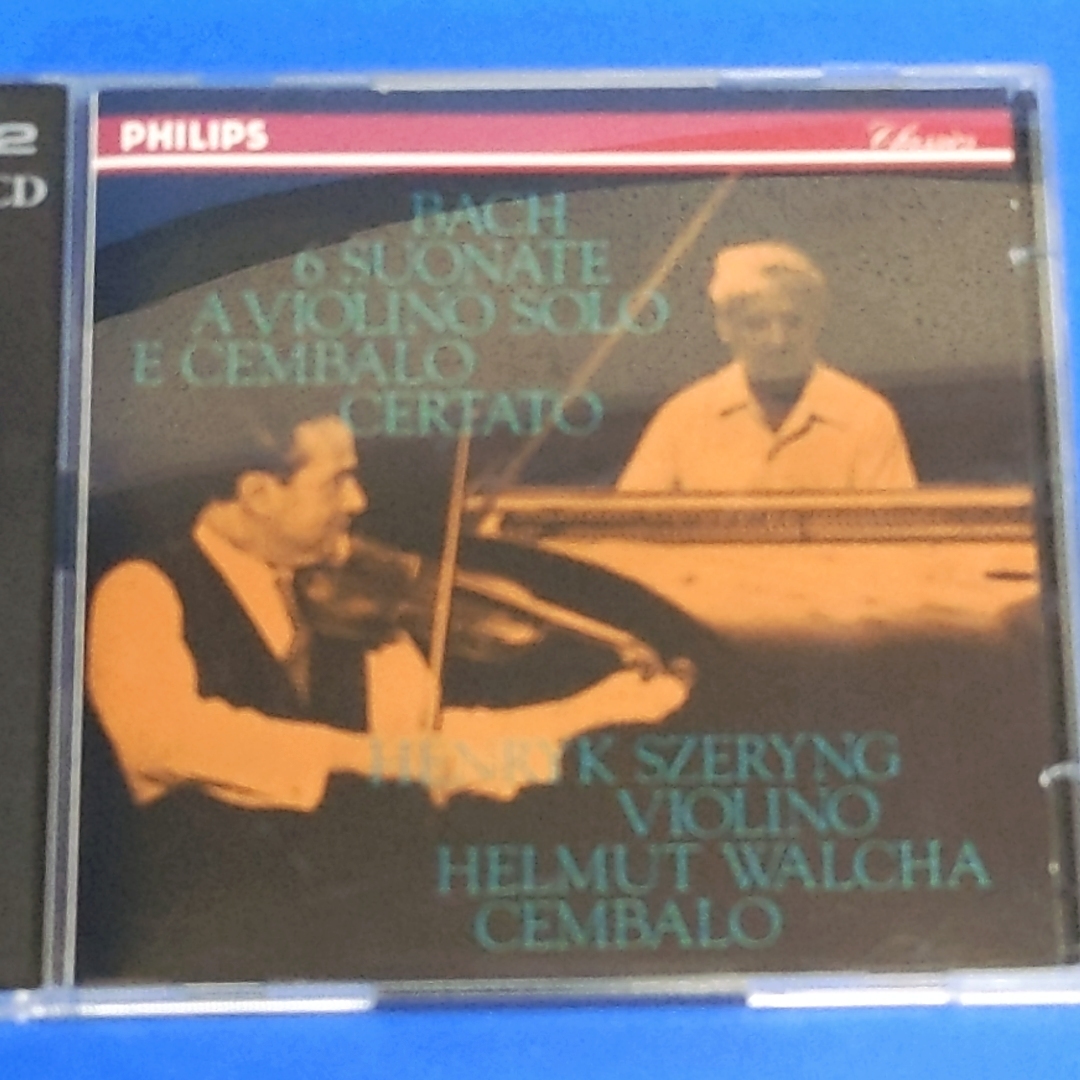 2
CD
PHILIPS
Classics
BACH
6 SUONATE
A VIOLINO SOLO
E CEMBALO
CERTATO
HENRYK SZERYNG
VIOLINO
HELMUT WALCHA
CEMBALO